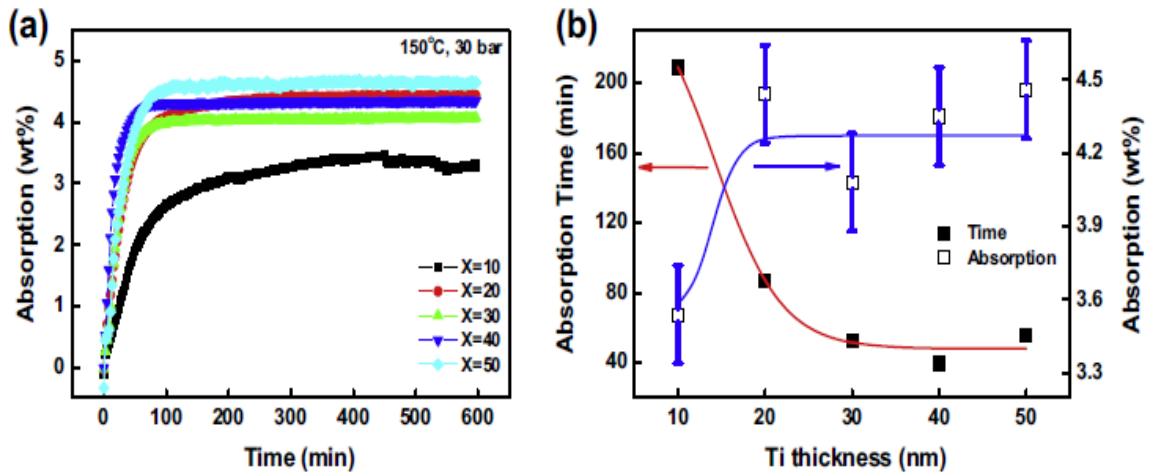 (a)
150°C, 30 bar
Absorption (wt%)
5
4
3
2
1
0
X=10
X=20
X=30
X=40
X=50
0 100 200 300 400 500 600
Time (min)
(b)
Absorption Time (min)
200
160
120
80
40
Time
Absorption
4.5
4.2
3.9
3.6
3.3
Absorption (wt%)
10 20 30 40 50
Ti thickness (nm)